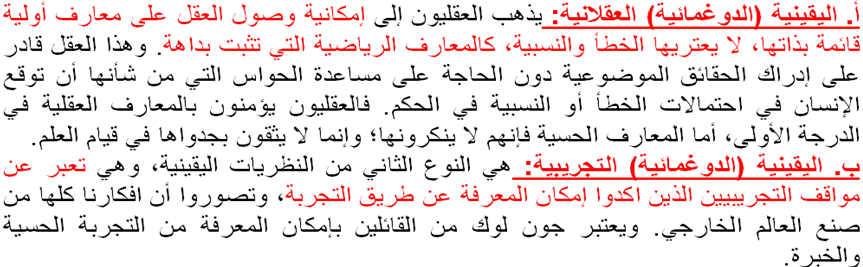 أ. اليقينية (الدوغمائية) العقلانية: يذهب العقليون إلى إمكانية وصول العقل على معارف أولية
قائمة بذاتها، لا يعتريها الخطأ والنسبية، كالمعارف الرياضية التي تثبت بداهة. وهذا العقل قادر
على إدراك الحقائق الموضوعية دون الحاجة على مساعدة الحواس التي من شأنها أن توقع
الإنسان في احتمالات الخطأ أو النسبية في الحكم. فالعقليون يؤمنون بالمعارف العقلية في
الدرجة الأولى، أما المعارف الحسية فإنهم لا ينكرونها؛ وإنما لا يثقون بجدواها في قيام العلم.
ب. اليقينية (الدوغمائية) التجريبية: هي النوع الثاني من النظريات اليقينية، وهي تعبر عن
مواقف التجريبيين الذين اكدوا إمكان المعرفة عن طريق التجربة، وتصوروا أن افكارنا كلها من
صنع العالم الخارجي. ويعتبر جون لوك من القائلين بإمكان المعرفة من التجربة الحسية
والخبرة.